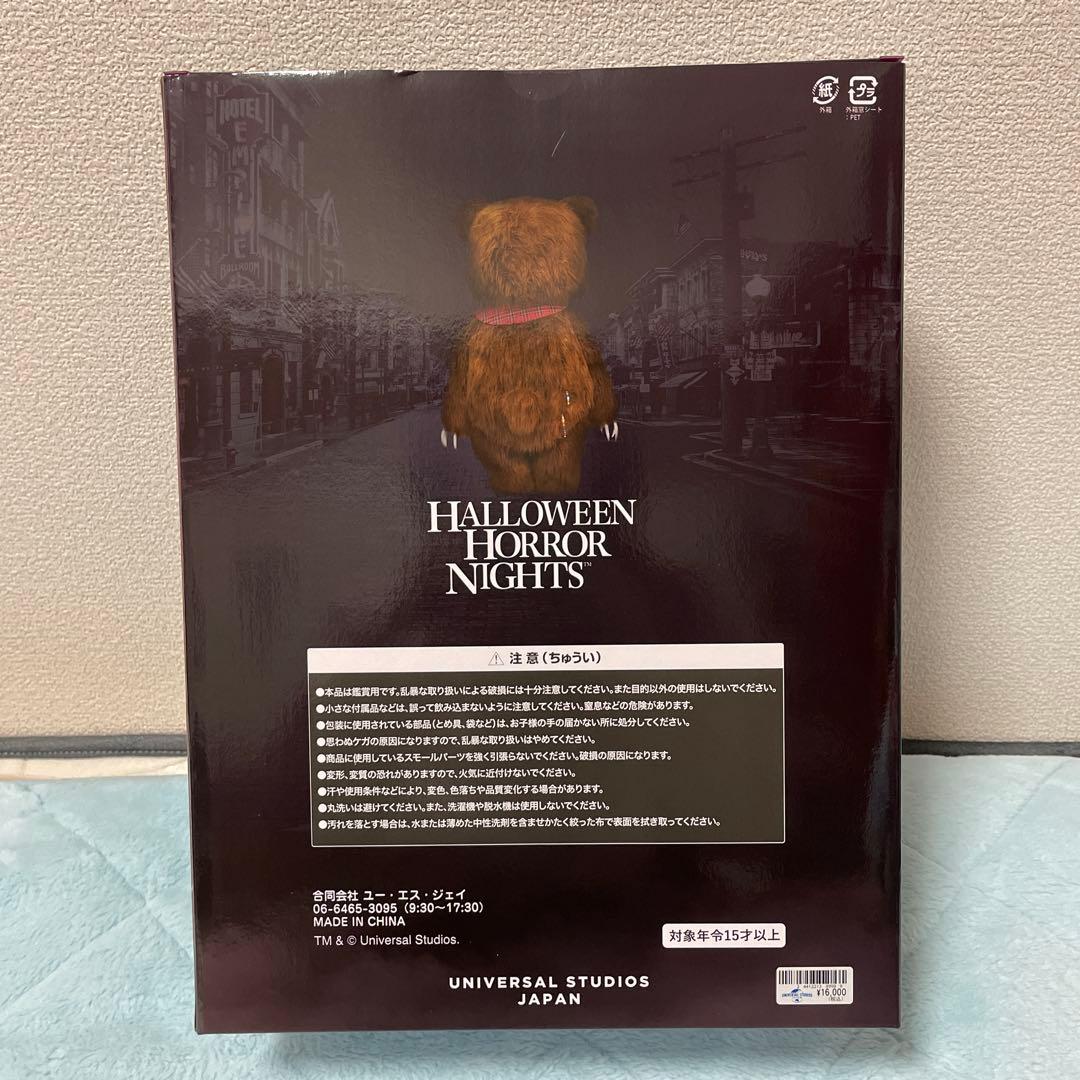 紙 プラ
外箱 外箱窓シート
: PET
HOTEL
EMPIRE
BALLROOM
HALLOWEEN
HORROR
NIGHTS™
⚠ 注意(ちゅうい)
●本品は鑑賞用です。乱暴な取り扱いによる破損には十分注意してください。また目的以外の使用はしないでください。
●小さな付属品などは、誤って飲み込まないように注意してください。窒息などの危険があります。
●包装に使用されている部品(とめ具、袋など)は、お子様の手の届かない所に処分してください。
●思わぬケガの原因になりますので、乱暴な取り扱いはやめてください。
●商品に使用しているスモールパーツを強く引張らないでください。破損の原因になります。
●変形、変質の恐れがありますので、火気に近付けないでください。
●汗や使用条件などにより、変色、色落ちや品質変化する場合があります。
●丸洗いは避けてください。また、洗濯機や脱水機は使用しないでください。
●汚れを落とす場合は、水または薄めた中性洗剤を含ませかたく絞った布で表面を拭き取ってください。
合同会社 ユー・エス・ジェイ
06-6465-3095 (9:30〜17:30)
MADE IN CHINA
TM & © Universal Studios.
対象年令15才以上
UNIVERSAL STUDIOS
JAPAN
¥16,000
(税込)